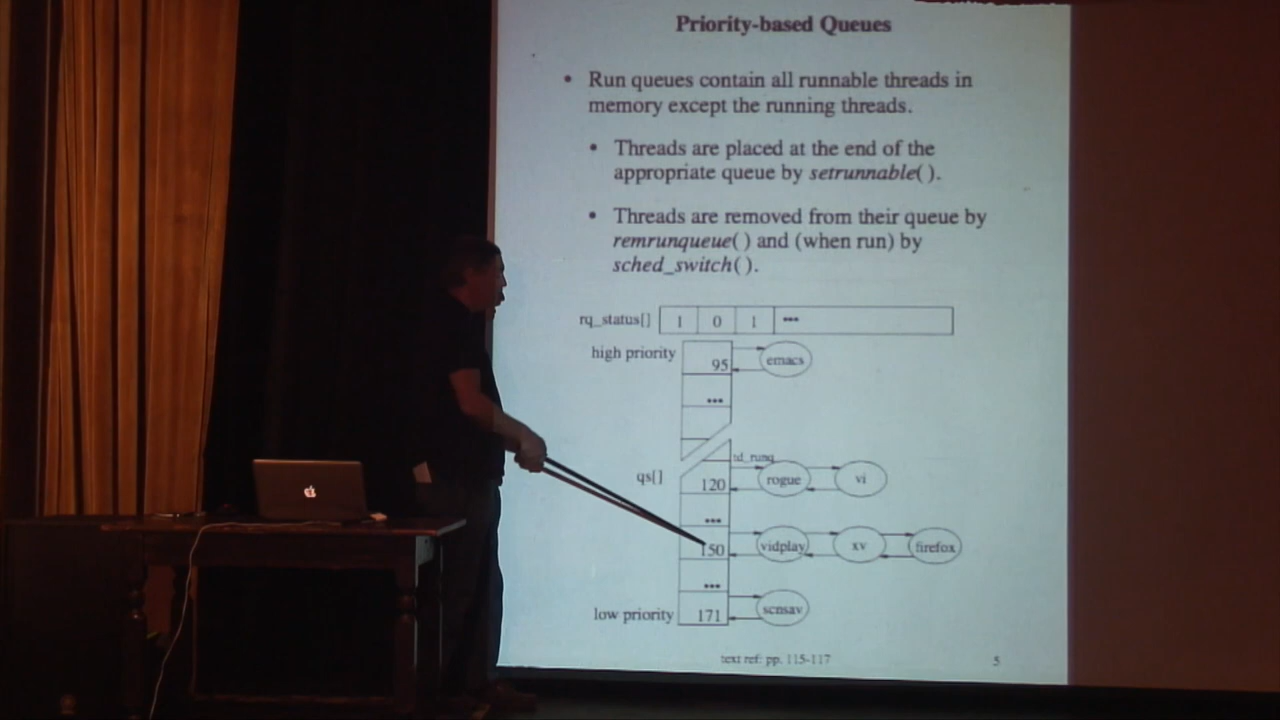 Priority-based Queues
• Run queues contain all runnable threads in
memory except the running threads.
• Threads are placed at the end of the
appropriate queue by setrunnable( ).
• Threads are removed from their queue by
remrunqueue( ) and (when run) by
sched_switch( ).
rq_status[] 1 0 1 •••
high priority 95 emacs
•••
td_runq
qs[] 120 rogue vi
•••
150 vidplay xv firefox
•••
low priority 171 scnsav
text ref: pp. 115-117 5